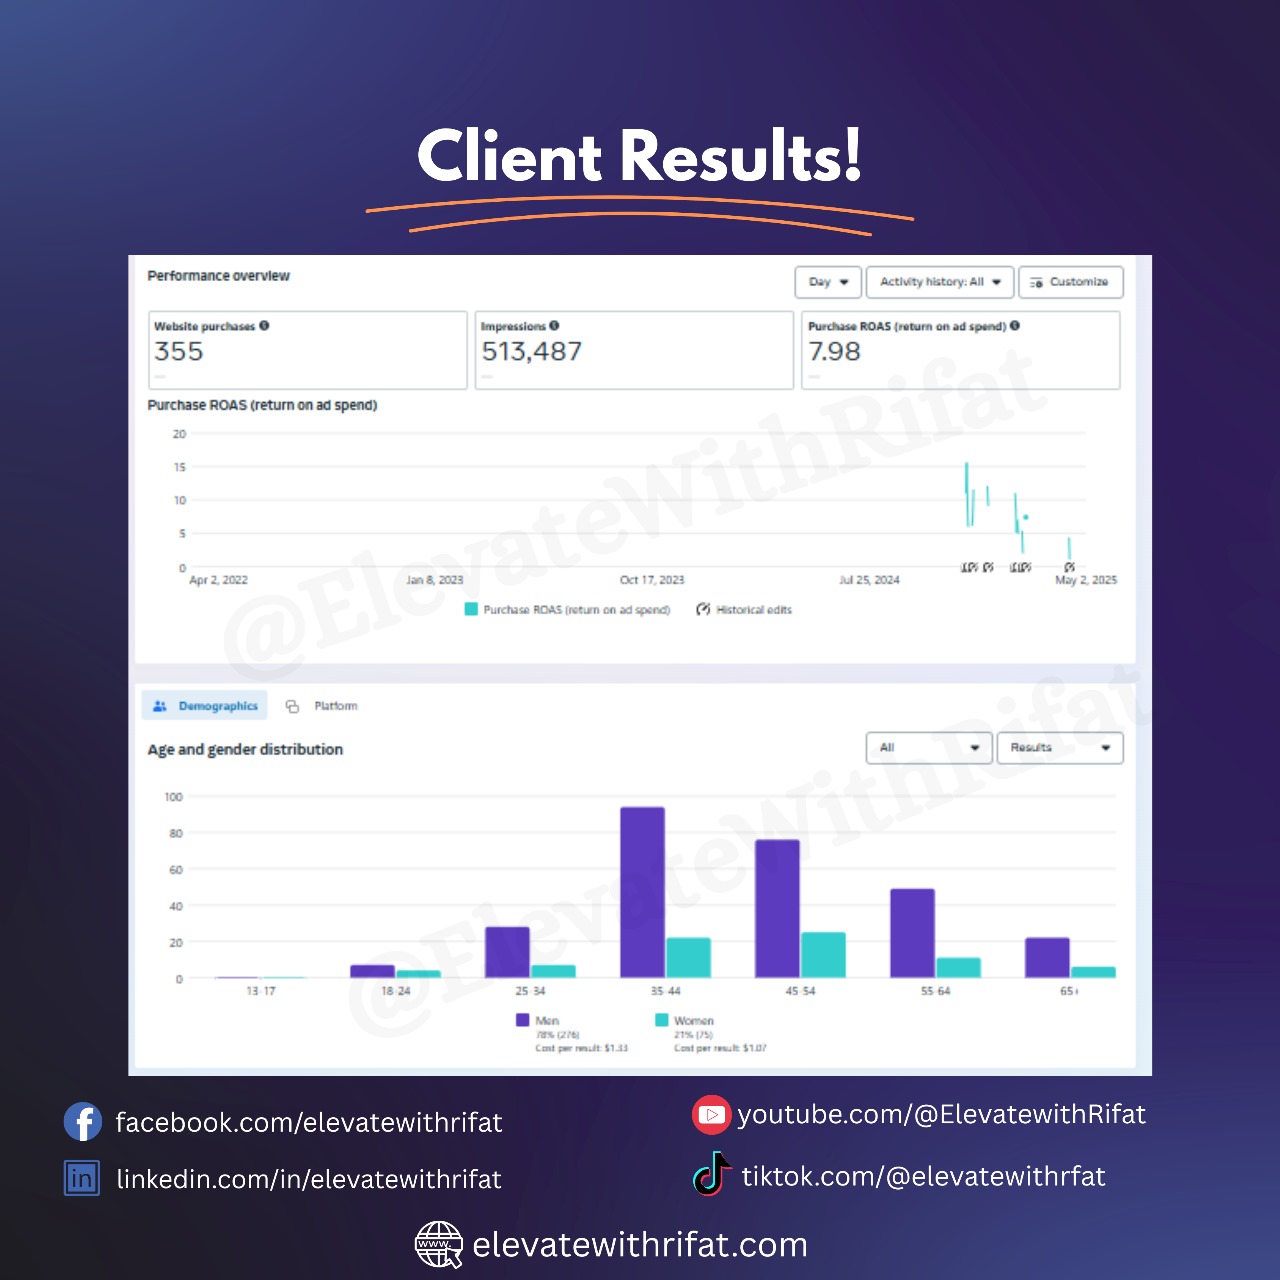 Client Results!
Performance overview
Day
Activity history: All
Customize
Website purchases
355
Impressions
513,487
Purchase ROAS (return on ad spend)
7.98
Purchase ROAS (return on ad spend)
20
15
10
5
0
Apr 2, 2022
Jan 8, 2023
Oct 17, 2023
Jul 25, 2024
May 2, 2025
Purchase ROAS (return on ad spend)
Historical edits
@ElevateWithRifat
Demographics
Platform
Age and gender distribution
All
Results
100
80
60
40
20
0
13-17
18-24
25-34
35-44
45-54
55-64
65+
Men
78% (276)
Cost per result: $1.33
Women
21% (75)
Cost per result: $1.07
@ElevateWithRifat
facebook.com/elevatewithrifat
youtube.com/@ElevatewithRifat
linkedin.com/in/elevatewithrifat
tiktok.com/@elevatewithrfat
www.
elevatewithrifat.com